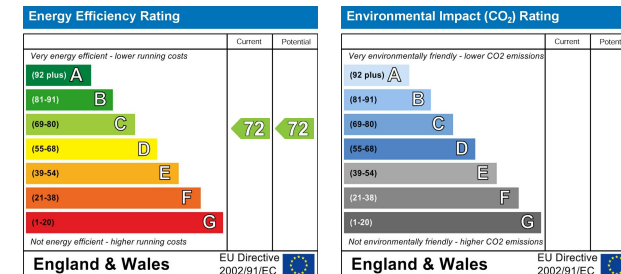 Energy Efficiency Rating
Current Potential
Very energy efficient - lower running costs
(92 plus) A
(81-91) B
(69-80) C
72 72
(55-68) D
(39-54) E
(21-38) F
(1-20) G
Not energy efficient - higher running costs
England & Wales
EU Directive
2002/91/EC
Environmental Impact (CO₂) Rating
Current Potent
Very environmentally friendly - lower CO2 emissions
(92 plus) A
(81-91) B
(69-80) C
(55-68) D
(39-54) E
(21-38) F
(1-20) G
Not environmentally friendly - higher CO2 emissions
England & Wales
EU Directive
2002/91/EC